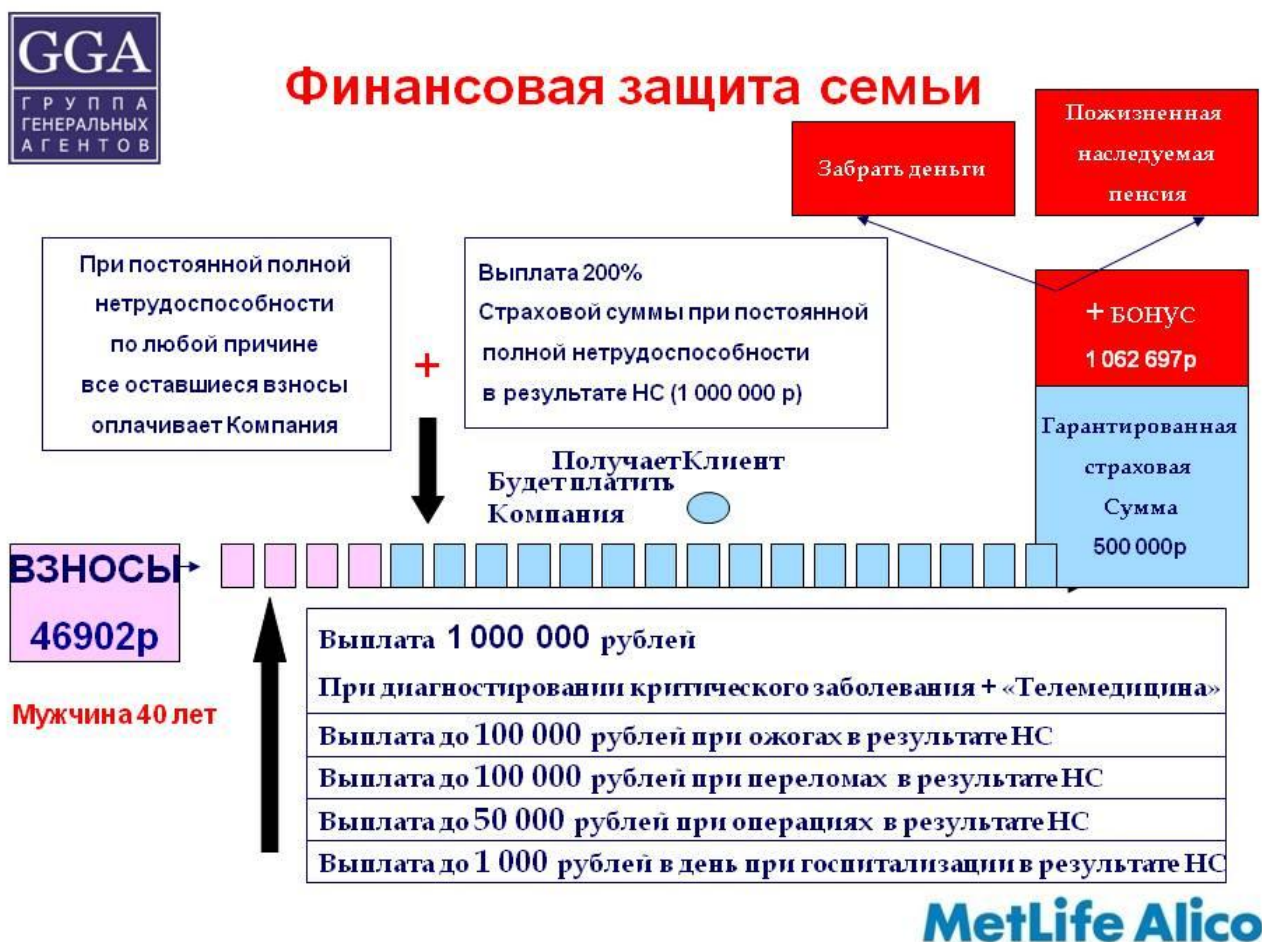 GGA
ГРУППА
ГЕНЕРАЛЬНЫХ
АГЕНТОВ
Финансовая защита семьи
Забрать деньги
Пожизненная
наследуемая
пенсия
При постоянной полной
нетрудоспособности
по любой причине
все оставшиеся взносы
оплачивает Компания
+
Выплата 200%
Страховой суммы при постоянной
полной нетрудоспособности
в результате НС (1 000 000 р)
+ БОНУС
1 062 697р
Гарантированная
страховая
Сумма
500 000р
Получает Клиент
Будет платить
Компания
ВЗНОСЫ
46902р
Мужчина 40 лет
Выплата 1 000 000 рублей
При диагностировании критического заболевания + «Телемедицина»
Выплата до 100 000 рублей при ожогах в результате НС
Выплата до 100 000 рублей при переломах в результате НС
Выплата до 50 000 рублей при операциях в результате НС
Выплата до 1 000 рублей в день при госпитализации в результате НС
MetLife Alico